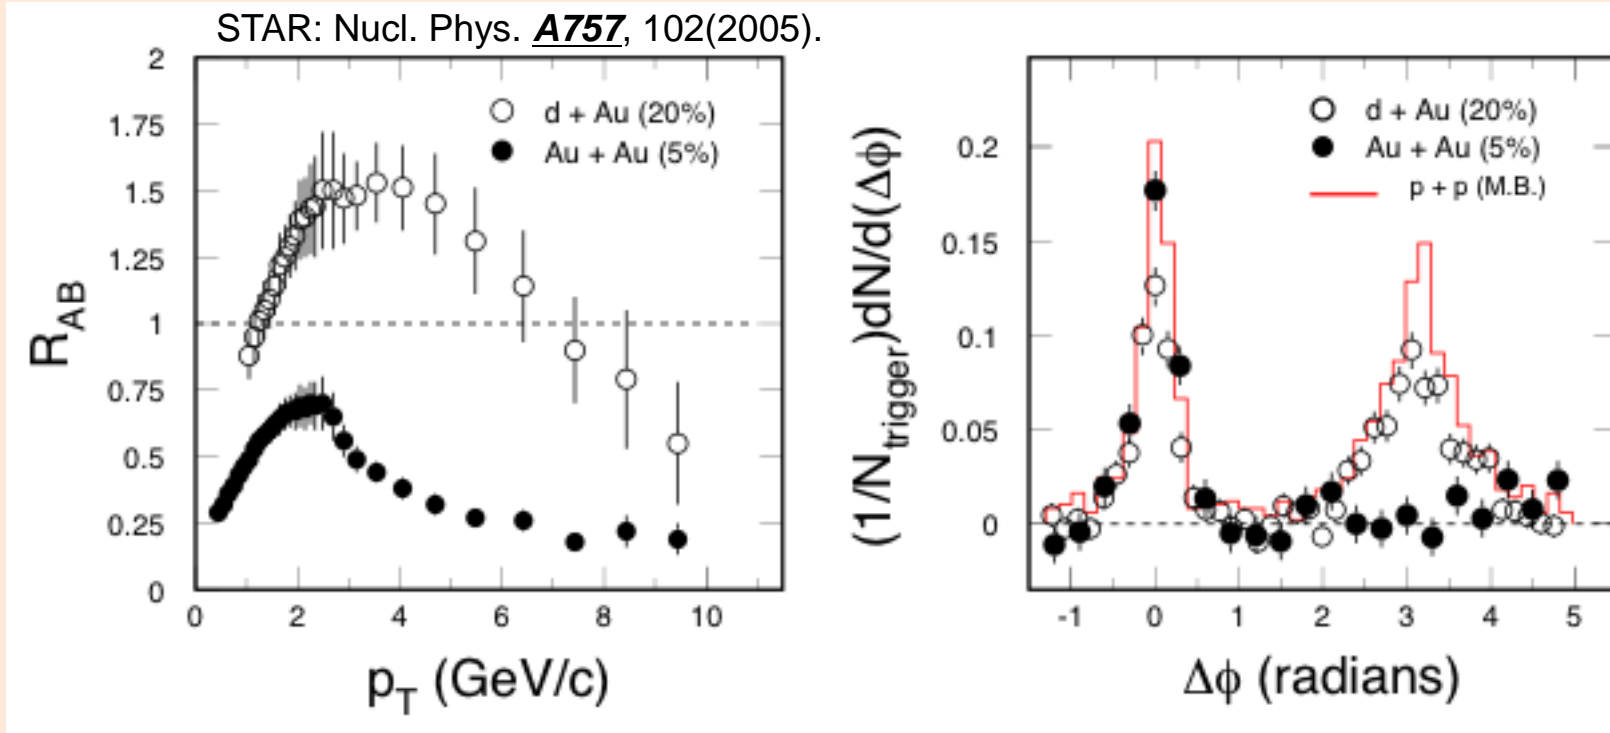 STAR: Nucl. Phys. A757, 102(2005).
2
1.75
1.5
1.25
1
0.75
0.5
0.25
0
R_AB
d + Au (20%)
Au + Au (5%)
0 2 4 6 8 10
p_T (GeV/c)
(1/N_trigger)dN/d(Δϕ)
0.2
0.15
0.1
0.05
0
d + Au (20%)
Au + Au (5%)
p + p (M.B.)
-1 0 1 2 3 4 5
Δϕ (radians)